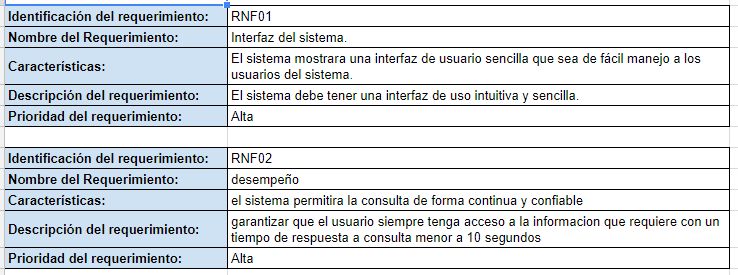 Identificación del requerimiento: RNF01
Nombre del Requerimiento: Interfaz del sistema.
Características: El sistema mostrara una interfaz de usuario sencilla que sea de fácil manejo a los
usuarios del sistema.
Descripción del requerimiento: El sistema debe tener una interfaz de uso intuitiva y sencilla.
Prioridad del requerimiento: Alta
Identificación del requerimiento: RNF02
Nombre del Requerimiento: desempeño
Características: el sistema permitira la consulta de forma continua y confiable
Descripción del requerimiento: garantizar que el usuario siempre tenga acceso a la informacion que requiere con un
tiempo de respuesta a consulta menor a 10 segundos
Prioridad del requerimiento: Alta